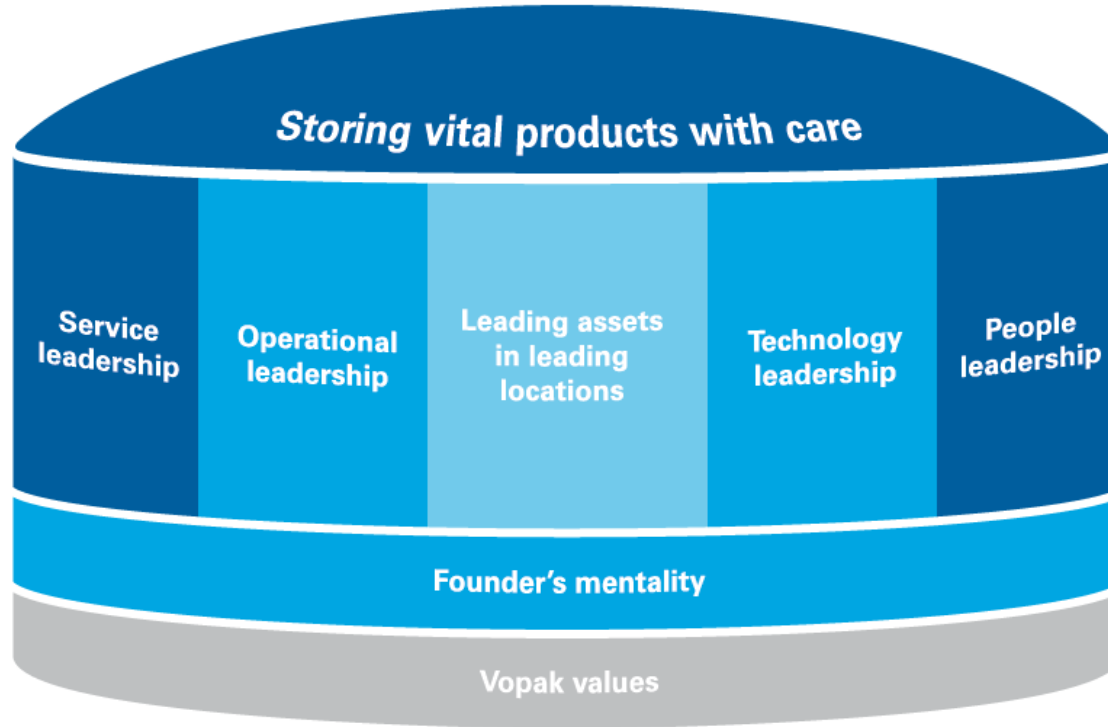 Storing vital products with care
Service
leadership
Operational
leadership
Leading assets
in leading
locations
Technology
leadership
People
leadership
Founder's mentality
Vopak values